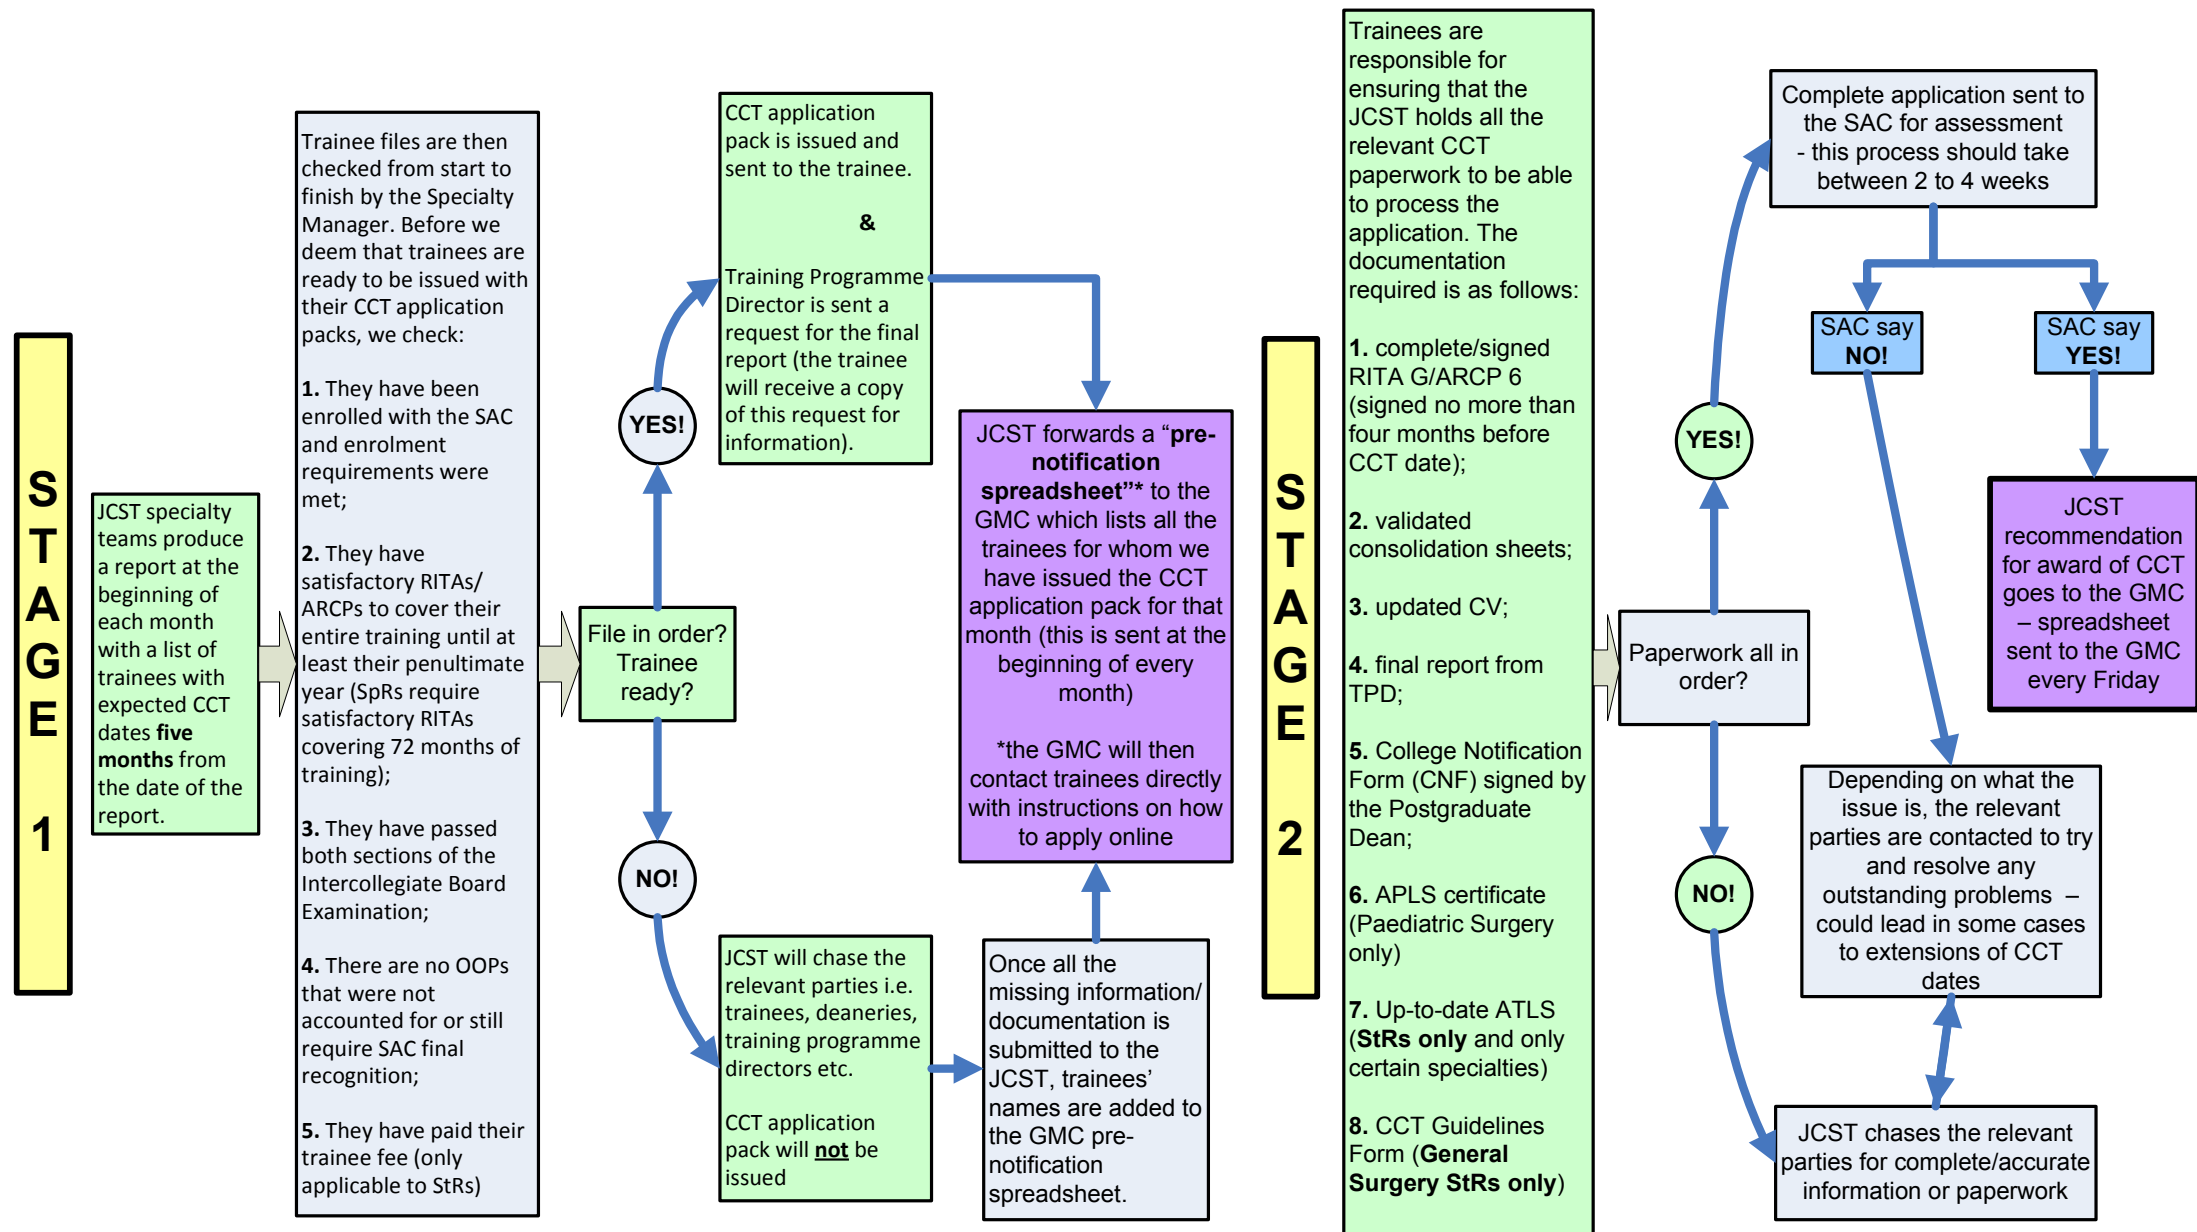 STAGE 1
JCST specialty
teams produce
a report at the
beginning of
each month
with a list of
trainees with
expected CCT
dates five
months from
the date of the
report.
Trainee files are then
checked from start to
finish by the Specialty
Manager. Before we
deem that trainees are
ready to be issued with
their CCT application
packs, we check:
1. They have been
enrolled with the SAC
and enrolment
requirements were
met;
2. They have
satisfactory RITAs/
ARCPs to cover their
entire training until at
least their penultimate
year (SpRs require
satisfactory RITAs
covering 72 months of
training);
3. They have passed
both sections of the
Intercollegiate Board
Examination;
4. There are no OOPs
that were not
accounted for or still
require SAC final
recognition;
5. They have paid their
trainee fee (only
applicable to StRs)
File in order?
Trainee
ready?
YES!
CCT application
pack is issued and
sent to the trainee.
&
Training Programme
Director is sent a
request for the final
report (the trainee
will receive a copy
of this request for
information).
NO!
JCST will chase the
relevant parties i.e.
trainees, deaneries,
training programme
directors etc.
CCT application
pack will not be
issued
Once all the
missing information/
documentation is
submitted to the
JCST, trainees’
names are added to
the GMC pre-
notification
spreadsheet.
JCST forwards a “pre-
notification
spreadsheet”* to the
GMC which lists all the
trainees for whom we
have issued the CCT
application pack for that
month (this is sent at the
beginning of every
month)
*the GMC will then
contact trainees directly
with instructions on how
to apply online
STAGE 2
Trainees are
responsible for
ensuring that the
JCST holds all the
relevant CCT
paperwork to be able
to process the
application. The
documentation
required is as follows:
1. complete/signed
RITA G/ARCP 6
(signed no more than
four months before
CCT date);
2. validated
consolidation sheets;
3. updated CV;
4. final report from
TPD;
5. College Notification
Form (CNF) signed by
the Postgraduate
Dean;
6. APLS certificate
(Paediatric Surgery
only)
7. Up-to-date ATLS
(StRs only and only
certain specialties)
8. CCT Guidelines
Form (General
Surgery StRs only)
Paperwork all in
order?
YES!
Complete application sent to
the SAC for assessment
- this process should take
between 2 to 4 weeks
SAC say
NO!
SAC say
YES!
JCST
recommendation
for award of CCT
goes to the GMC
– spreadsheet
sent to the GMC
every Friday
Depending on what the
issue is, the relevant
parties are contacted to try
and resolve any
outstanding problems –
could lead in some cases
to extensions of CCT
dates
NO!
JCST chases the relevant
parties for complete/accurate
information or paperwork